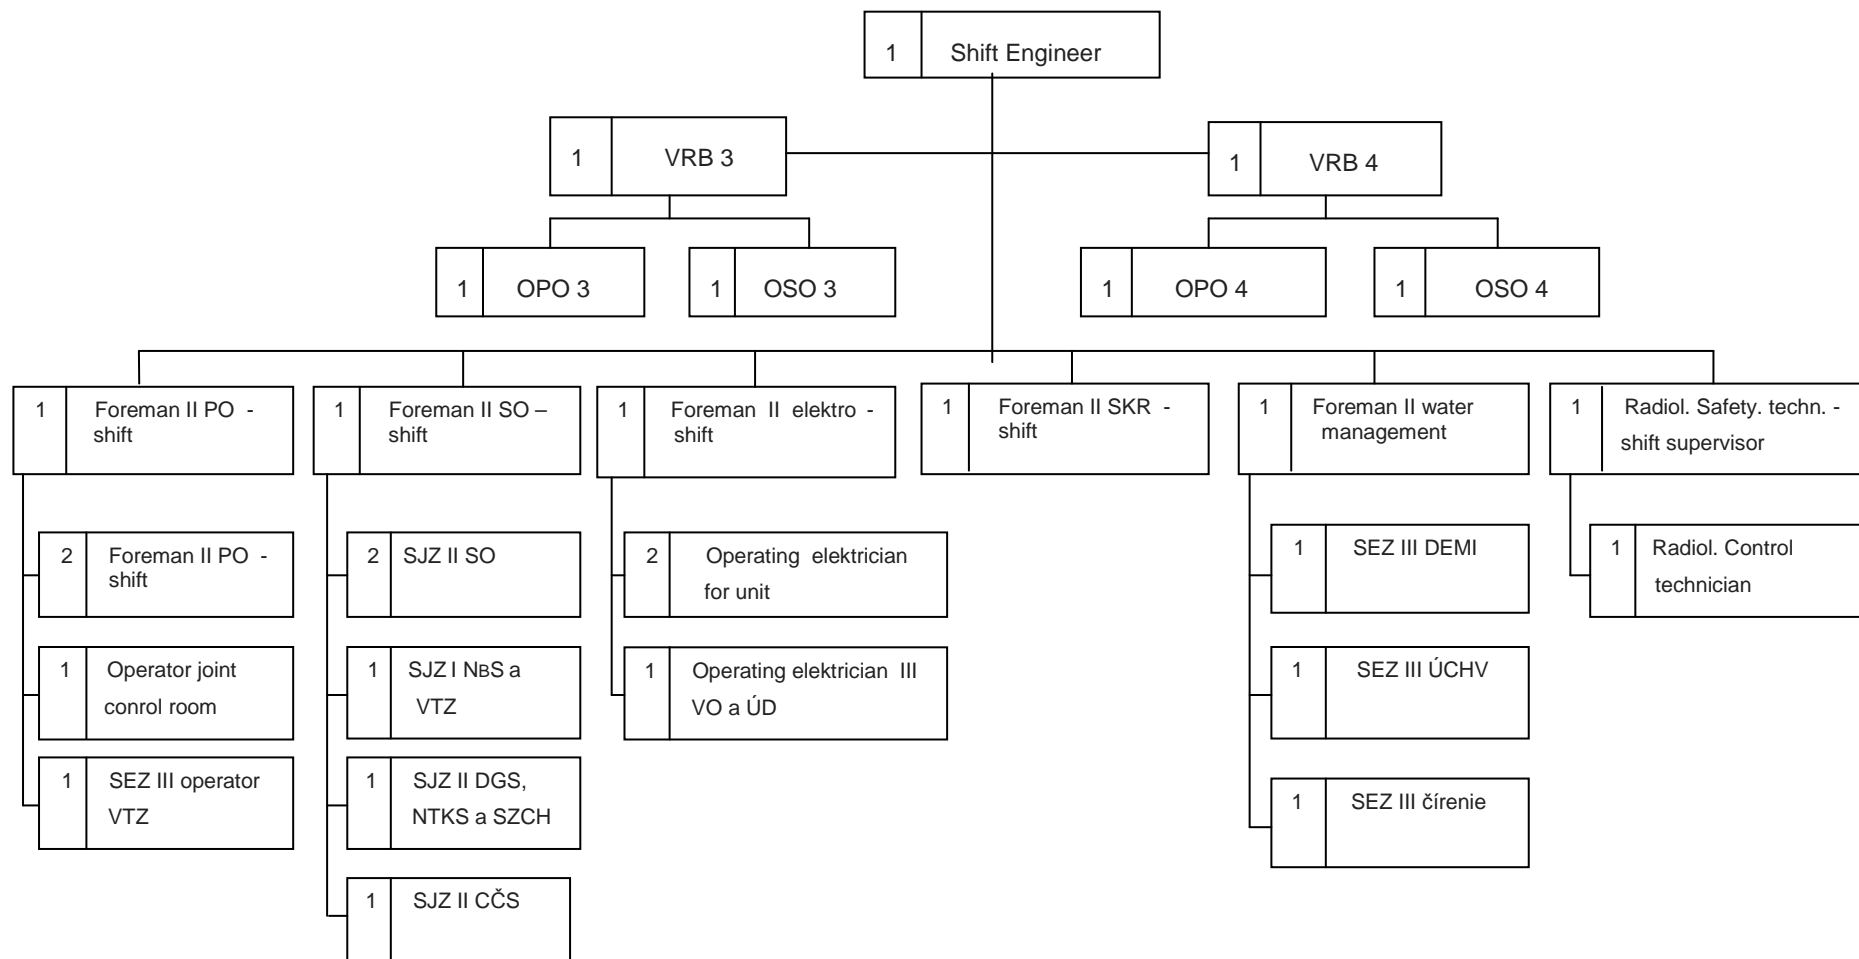 1 Shift Engineer
1 VRB 3
1 VRB 4
1 OPO 3
1 OSO 3
1 OPO 4
1 OSO 4
1 Foreman II PO -
shift
1 Foreman II SO –
shift
1 Foreman II elektro -
shift
1 Foreman II SKR -
shift
1 Foreman II water
management
1 Radiol. Safety. techn. -
shift supervisor
2 Foreman II PO -
shift
1 Operator joint
conrol room
1 SEZ III operator
VTZ
2 SJZ II SO
1 SJZ I NBS a
VTZ
1 SJZ II DGS,
NTKS a SZCH
1 SJZ II CČS
2 Operating elektrician
for unit
1 Operating elektrician III
VO a ÚD
1 SEZ III DEMI
1 SEZ III ÚCHV
1 SEZ III čírenie
1 Radiol. Control
technician